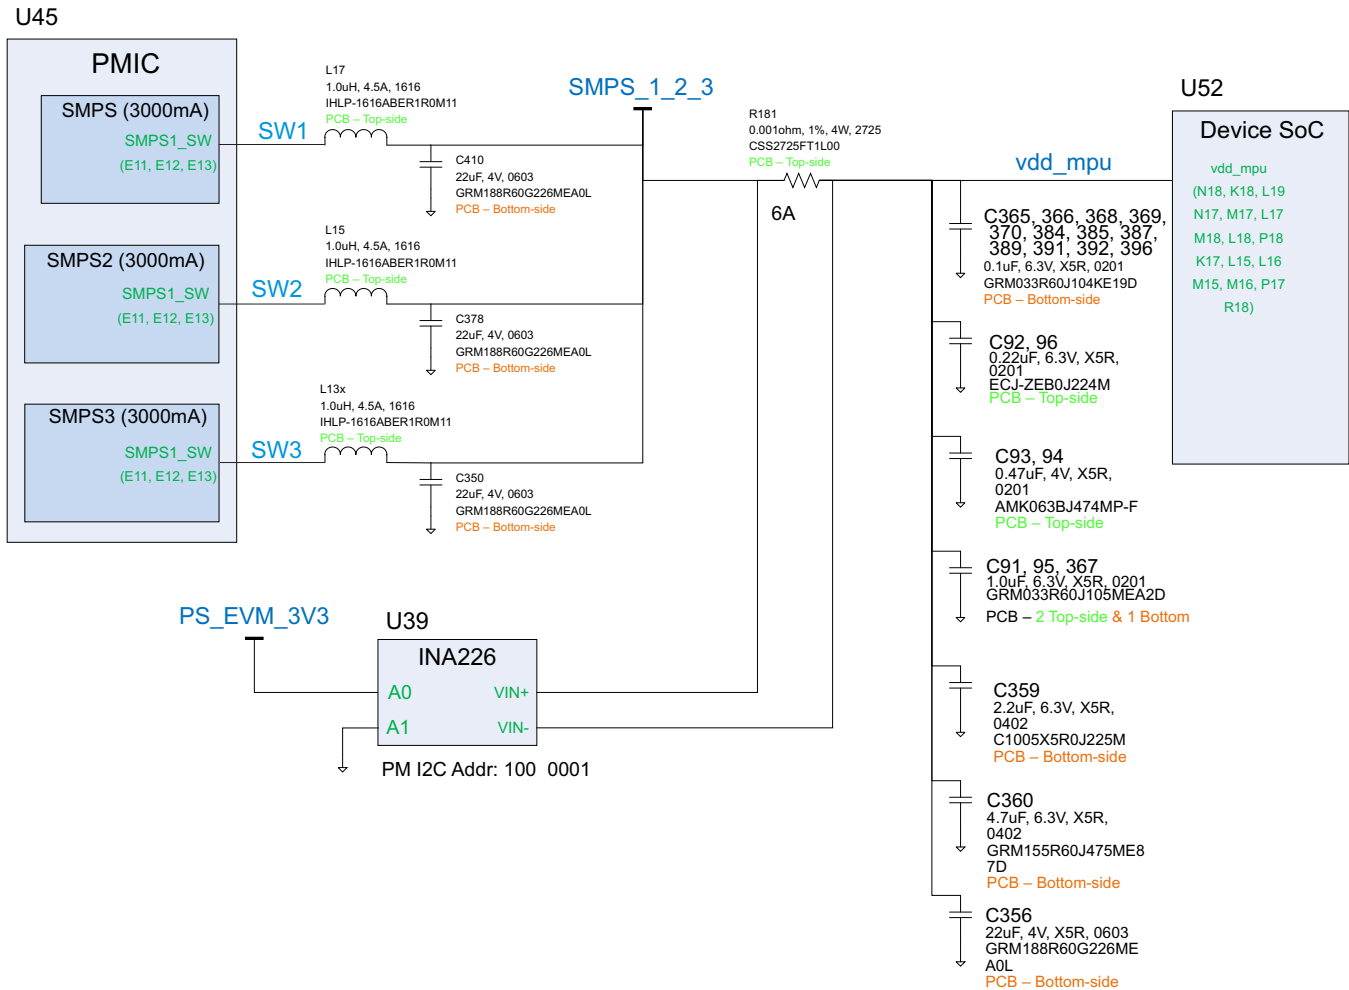 U45
PMIC
SMPS (3000mA)
SMPS1_SW
(E11, E12, E13)
SMPS2 (3000mA)
SMPS1_SW
(E11, E12, E13)
SMPS3 (3000mA)
SMPS1_SW
(E11, E12, E13)
SW1
SW2
SW3
L17
1.0uH, 4.5A, 1616
IHLP-1616ABER1R0M11
PCB – Top-side
C410
22uF, 4V, 0603
GRM188R60G226MEA0L
PCB – Bottom-side
L15
1.0uH, 4.5A, 1616
IHLP-1616ABER1R0M11
PCB – Top-side
C378
22uF, 4V, 0603
GRM188R60G226MEA0L
PCB – Bottom-side
L13x
1.0uH, 4.5A, 1616
IHLP-1616ABER1R0M11
PCB – Top-side
C350
22uF, 4V, 0603
GRM188R60G226MEA0L
PCB – Bottom-side
SMPS_1_2_3
R181
0.001ohm, 1%, 4W, 2725
CSS2725FT1L00
PCB – Top-side
6A
vdd_mpu
U52
Device SoC
vdd_mpu
(N18, K18, L19
N17, M17, L17
M18, L18, P18
K17, L15, L16
M15, M16, P17
R18)
C365, 366, 368, 369,
370, 384, 385, 387,
389, 391, 392, 396
0.1uF, 6.3V, X5R, 0201
GRM033R60J104KE19D
PCB – Bottom-side
C92, 96
0.22uF, 6.3V, X5R,
0201
ECJ-ZEB0J224M
PCB – Top-side
C93, 94
0.47uF, 4V, X5R,
0201
AMK063BJ474MP-F
PCB – Top-side
C91, 95, 367
1.0uF, 6.3V, X5R, 0201
GRM033R60J105MEA2D
PCB – 2 Top-side & 1 Bottom
C359
2.2uF, 6.3V, X5R,
0402
C1005X5R0J225M
PCB – Bottom-side
C360
4.7uF, 6.3V, X5R,
0402
GRM155R60J475ME8
7D
PCB – Bottom-side
C356
22uF, 4V, X5R, 0603
GRM188R60G226ME
A0L
PCB – Bottom-side
PS_EVM_3V3
U39
INA226
A0
VIN+
A1
VIN-
PM I2C Addr: 100 0001